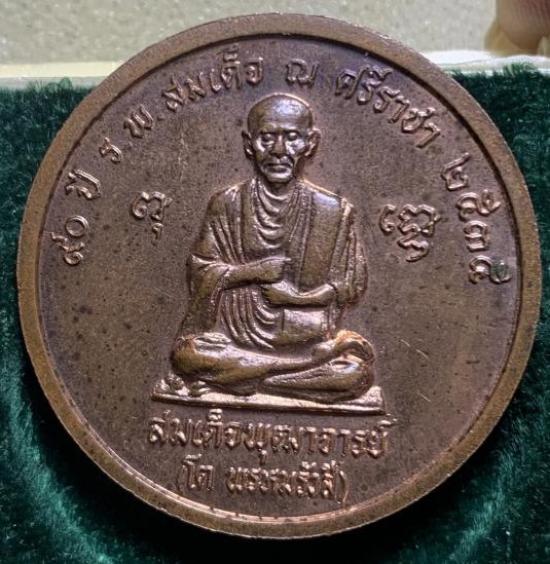 ๙๐ ปี ร.พ. สมเด็จ ณ ศรีราชา ๒๕๓๕
สมเด็จพุฒาจารย์
(โต พรหมรังสี)